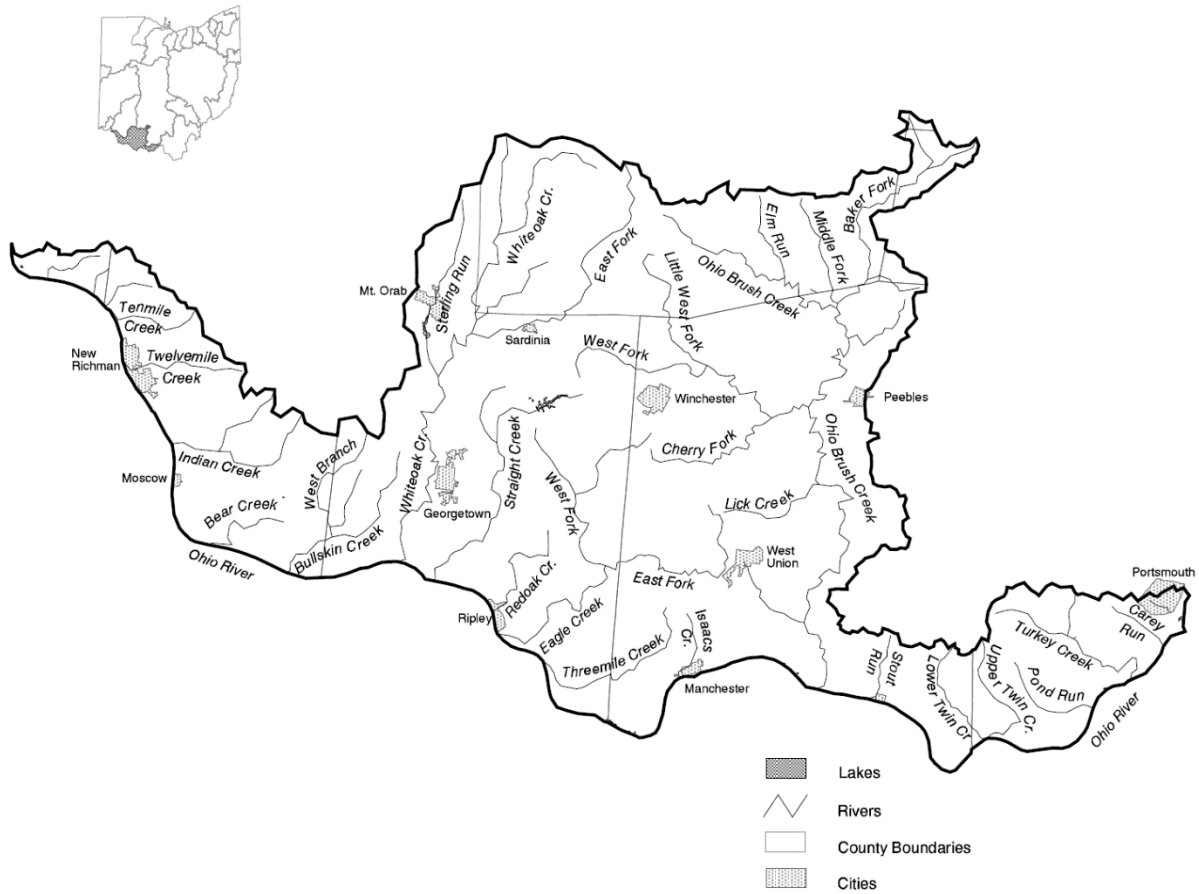 Whiteoak Cr.
East Fork
Elm Run
Middle Fork
Baker Fork
Little West Fork
Ohio Brush Creek
Sterling Run
Mt. Orab
Sardinia
Tenmile
Creek
New
Richman
Twelvemile
Creek
West Fork
Winchester
Peebles
Cherry Fork
Ohio Brush Creek
Indian Creek
Moscow
West Branch
Whiteoak Cr.
Georgetown
Straight Creek
West Fork
Lick Creek
Bear Creek
Bullskin Creek
Ohio River
West
Union
East Fork
Redoak Cr.
Ripley
Eagle Creek
Threemile Creek
Isaacs
Cr.
Manchester
Portsmouth
Carey
Run
Turkey Creek
Stout
Run
Lower Twin Cr
Upper Twin Cr.
Pond Run
Ohio River
Lakes
Rivers
County Boundaries
Cities